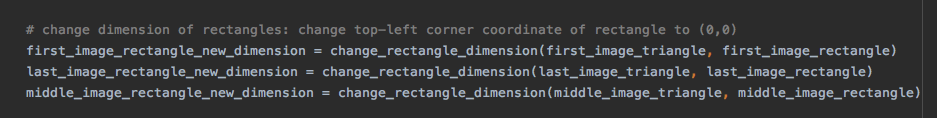 # change dimension of rectangles: change top-left corner coordinate of rectangle to (0,0)
first_image_rectangle_new_dimension = change_rectangle_dimension(first_image_triangle, first_image_rectangle)
last_image_rectangle_new_dimension = change_rectangle_dimension(last_image_triangle, last_image_rectangle)
middle_image_rectangle_new_dimension = change_rectangle_dimension(middle_image_triangle, middle_image_rectangle)